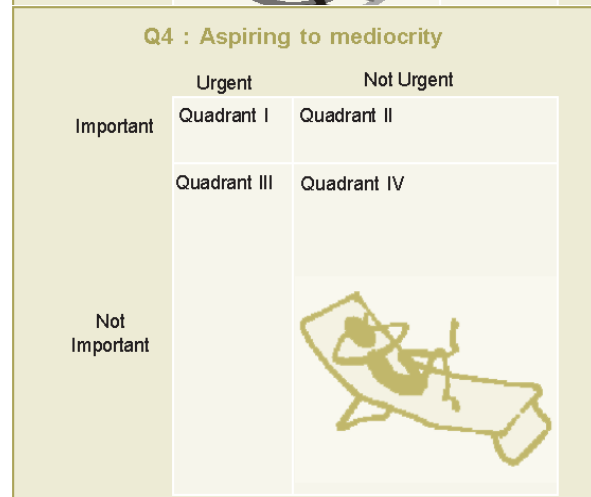 Q4 : Aspiring to mediocrity
Urgent Not Urgent
Important Quadrant I Quadrant II
Quadrant III Quadrant IV
Not
Important